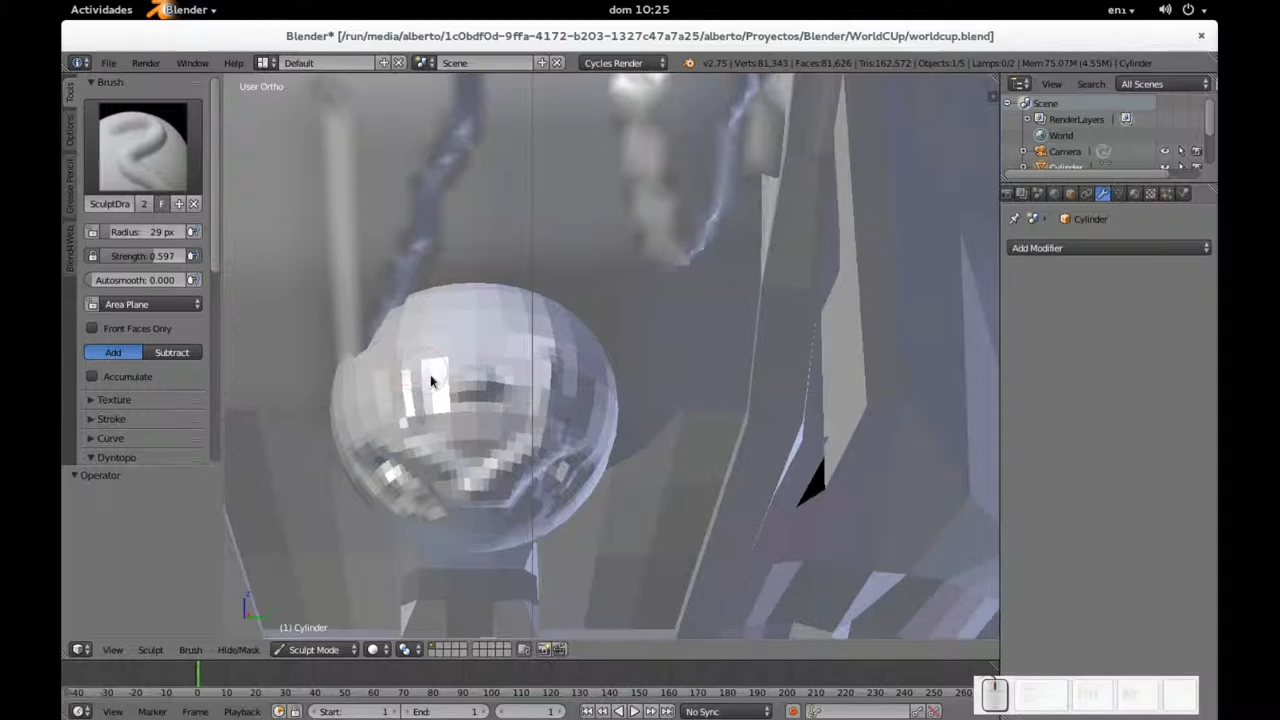 Actividades Blender dom 10:25 en1
Blender* [/run/media/alberto/1c0bdf0d-9ffa-4172-b203-1327c47a7a25/alberto/Proyectos/Blender/WorldCUp/worldcup.blend] ×
File Render Window Help Default Scene Cycles Render v2.75 | Verts:81,343 | Faces:81,626 | Tris:162,572 | Objects:1/5 | Lamps:0/2 | Mem:75.07M (4.55M) | Cylinder
Brush
User Ortho
View Search All Scenes
Scene
RenderLayers
World
Camera
Cylinder
Tools
Options
Grease Pencil
Blend4Web
SculptDra 2 F
Radius: 29 px
Strength: 0.597
Autosmooth: 0.000
Area Plane
Front Faces Only
Add Subtract
Accumulate
Texture
Stroke
Curve
Dyntopo
Operator
Cylinder
Add Modifier
z
(1) Cylinder
View Sculpt Brush Hide/Mask Sculpt Mode
-40 -30 -20 -10 0 10 20 30 40 50 60 70 80 90 100 110 120 130 140 150 160 170 180 190 200 210 220 230 240 250 260
View Marker Frame Playback Start: 1 End: 1 1 No Sync